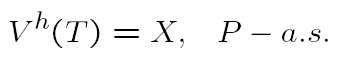 V^h(T) = X, P − a.s.